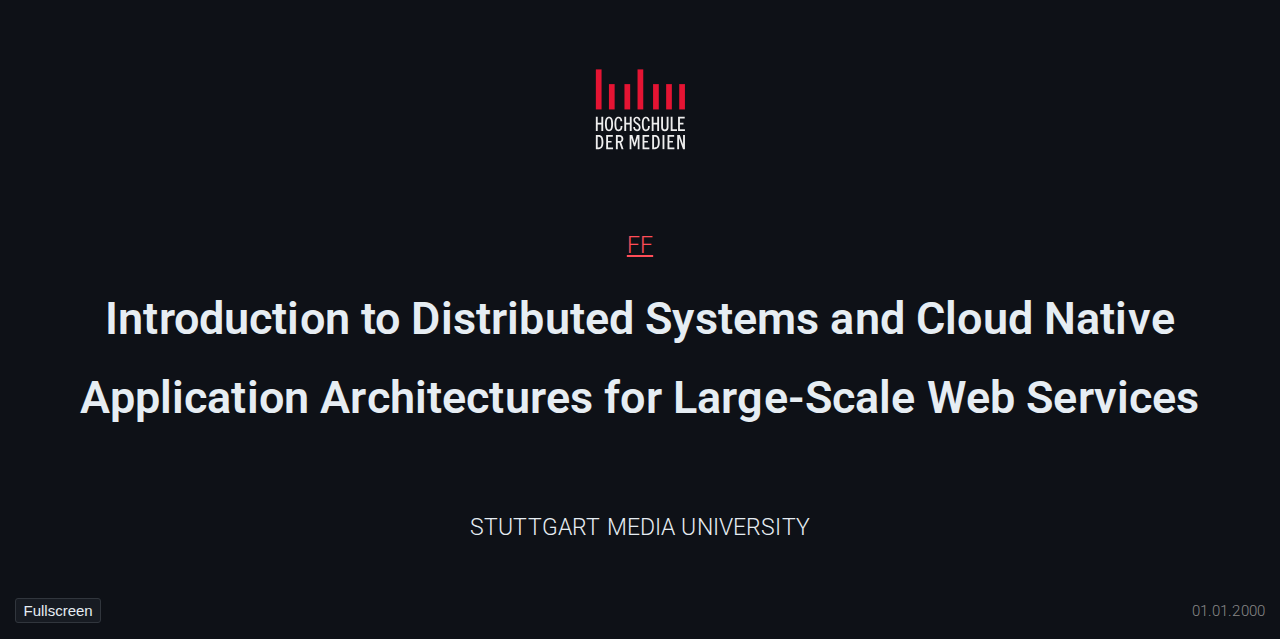 HOCHSCHULE
DER MEDIEN
FF
Introduction to Distributed Systems and Cloud Native
Application Architectures for Large-Scale Web Services
STUTTGART MEDIA UNIVERSITY
Fullscreen
01.01.2000